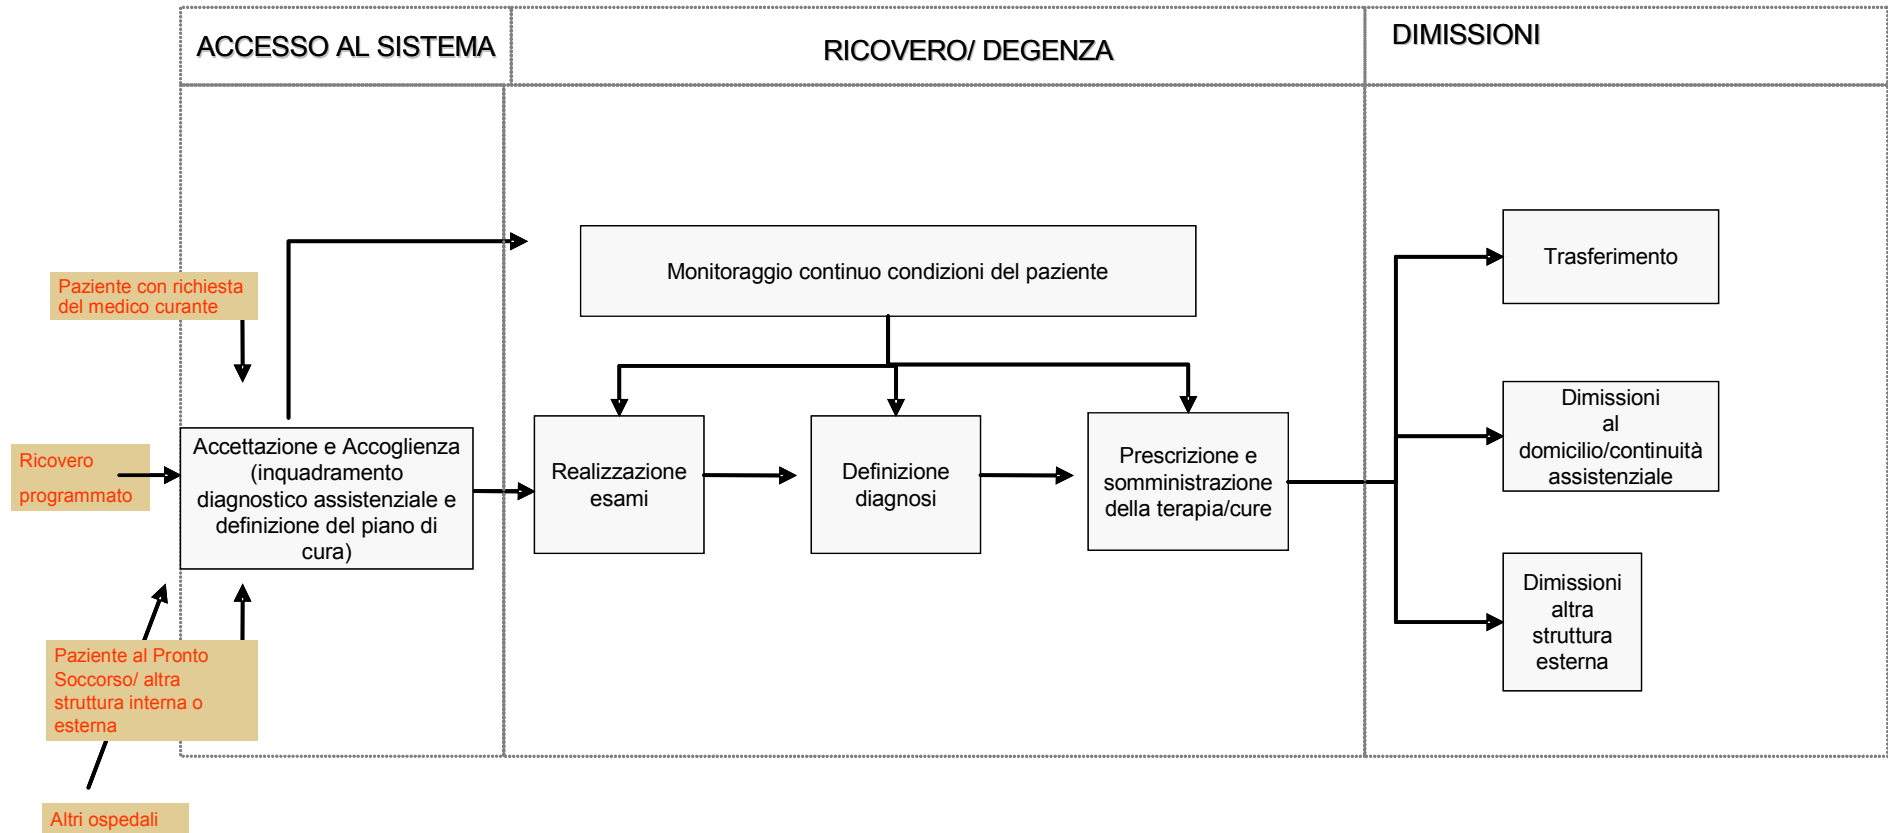 ACCESSO AL SISTEMA
RICOVERO/ DEGENZA
DIMISSIONI
Paziente con richiesta
del medico curante
Ricovero
programmato
Paziente al Pronto
Soccorso/ altra
struttura interna o
esterna
Altri ospedali
Accettazione e Accoglienza
(inquadramento
diagnostico assistenziale e
definizione del piano di
cura)
Monitoraggio continuo condizioni del paziente
Realizzazione
esami
Definizione
diagnosi
Prescrizione e
somministrazione
della terapia/cure
Trasferimento
Dimissioni
al
domicilio/continuità
assistenziale
Dimissioni
altra
struttura
esterna